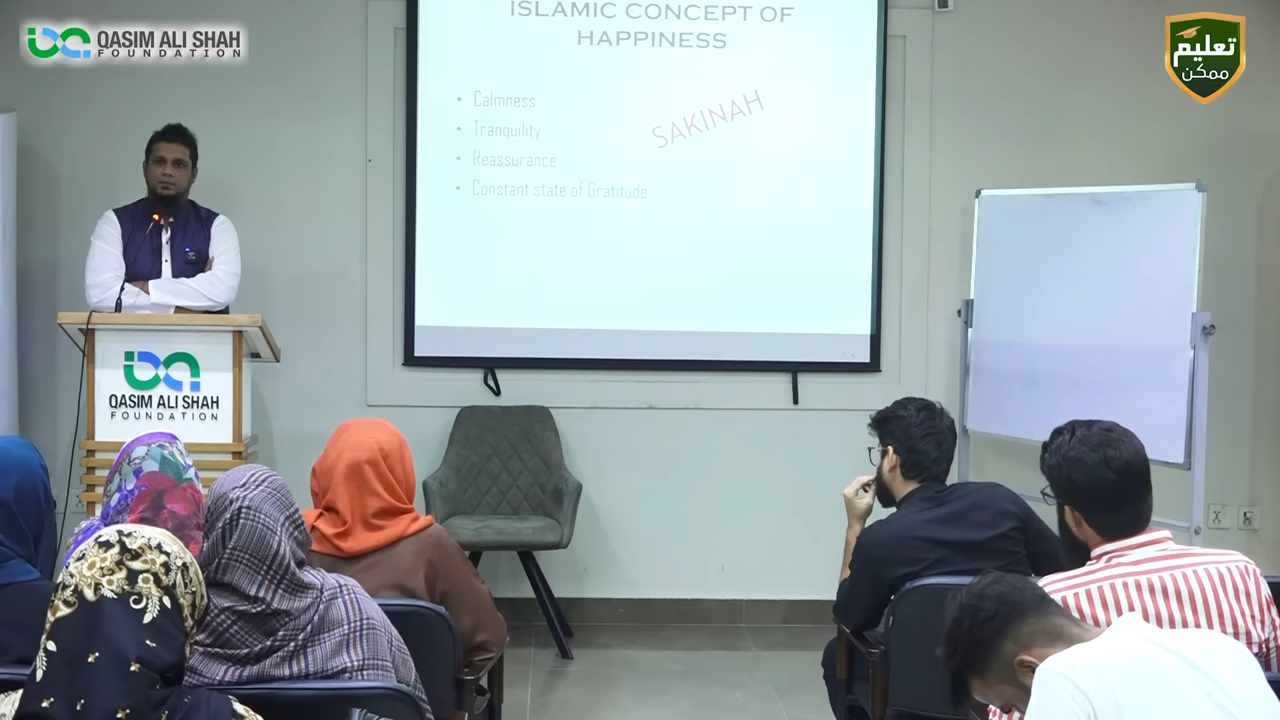 QASIM ALI SHAH
FOUNDATION
ISLAMIC CONCEPT OF
HAPPINESS
• Calmness
• Tranquility
• Reassurance
• Constant state of Gratitude
SAKINAH
تعلیم
ممکن
QASIM ALI SHAH
FOUNDATION